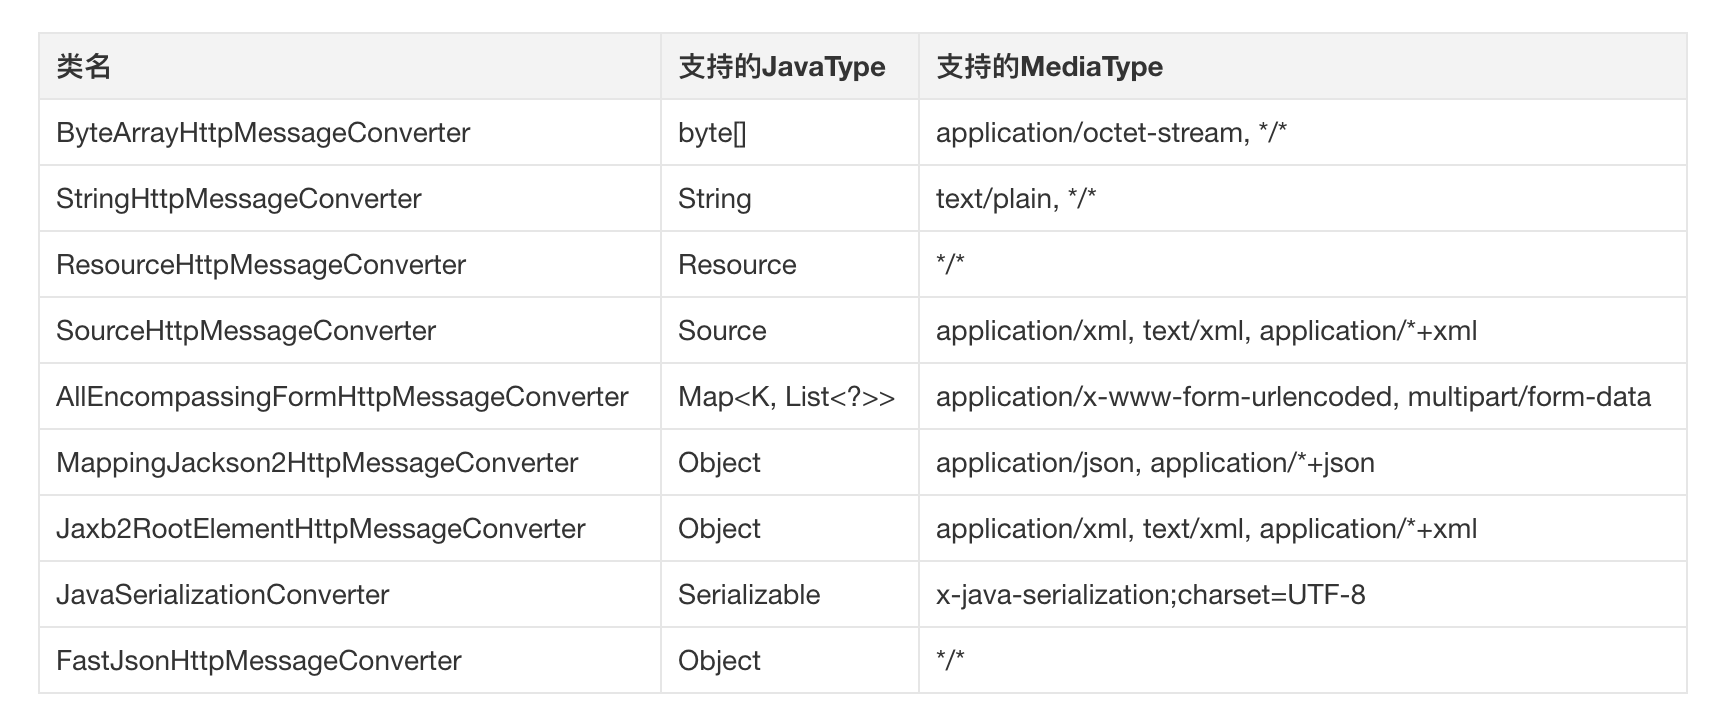 类名 支持的JavaType 支持的MediaType
ByteArrayHttpMessageConverter byte[] application/octet-stream, */*
StringHttpMessageConverter String text/plain, */*
ResourceHttpMessageConverter Resource */*
SourceHttpMessageConverter Source application/xml, text/xml, application/*+xml
AllEncompassingFormHttpMessageConverter Map<K, List<?>> application/x-www-form-urlencoded, multipart/form-data
MappingJackson2HttpMessageConverter Object application/json, application/*+json
Jaxb2RootElementHttpMessageConverter Object application/xml, text/xml, application/*+xml
JavaSerializationConverter Serializable x-java-serialization;charset=UTF-8
FastJsonHttpMessageConverter Object */*